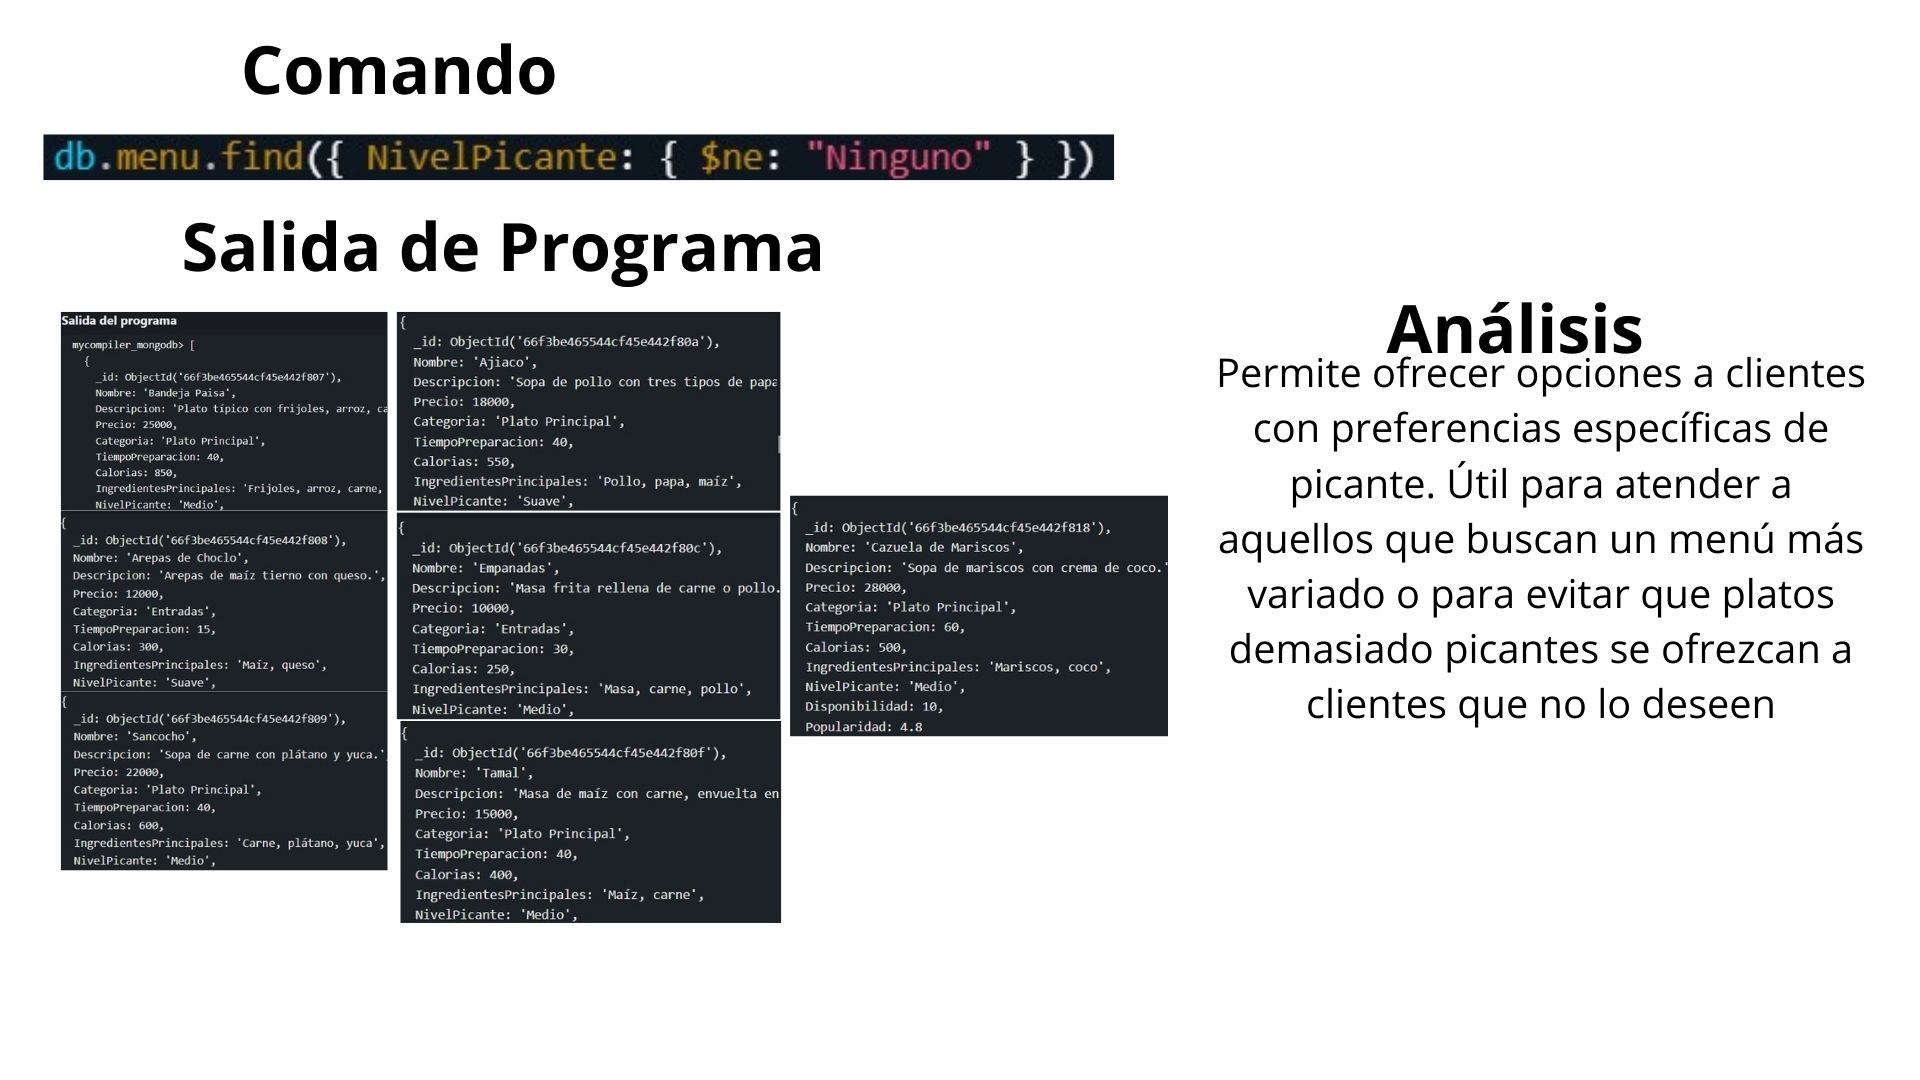 Comando
db.menu.find({ NivelPicante: { $ne: "Ninguno" } })
Salida de Programa
Salida del programa
mycompiler_mongodb> [
{
_id: ObjectId('66f3be465544cf45e442f807'),
Nombre: 'Bandeja Paisa',
Descripcion: 'Plato típico con frijoles, arroz, ca
Precio: 25000,
Categoria: 'Plato Principal',
TiempoPreparacion: 40,
Calorias: 850,
IngredientesPrincipales: 'Frijoles, arroz, carne,
NivelPicante: 'Medio',
{
_id: ObjectId('66f3be465544cf45e442f808'),
Nombre: 'Arepas de Choclo',
Descripcion: 'Arepas de maíz tierno con queso.',
Precio: 12000,
Categoria: 'Entradas',
TiempoPreparacion: 15,
Calorias: 300,
IngredientesPrincipales: 'Maíz, queso',
NivelPicante: 'Suave',
{
_id: ObjectId('66f3be465544cf45e442f809'),
Nombre: 'Sancocho',
Descripcion: 'Sopa de carne con plátano y yuca.'
Precio: 22000,
Categoria: 'Plato Principal',
TiempoPreparacion: 40,
Calorias: 600,
IngredientesPrincipales: 'Carne, plátano, yuca',
NivelPicante: 'Medio',
{
_id: ObjectId('66f3be465544cf45e442f80a'),
Nombre: 'Ajiaco',
Descripcion: 'Sopa de pollo con tres tipos de papa
Precio: 18000,
Categoria: 'Plato Principal',
TiempoPreparacion: 40,
Calorias: 550,
IngredientesPrincipales: 'Pollo, papa, maíz',
NivelPicante: 'Suave',
{
_id: ObjectId('66f3be465544cf45e442f80c'),
Nombre: 'Empanadas',
Descripcion: 'Masa frita rellena de carne o pollo.
Precio: 10000,
Categoria: 'Entradas',
TiempoPreparacion: 30,
Calorias: 250,
IngredientesPrincipales: 'Masa, carne, pollo',
NivelPicante: 'Medio',
{
_id: ObjectId('66f3be465544cf45e442f80f'),
Nombre: 'Tamal',
Descripcion: 'Masa de maíz con carne, envuelta en
Precio: 15000,
Categoria: 'Plato Principal',
TiempoPreparacion: 40,
Calorias: 400,
IngredientesPrincipales: 'Maíz, carne',
NivelPicante: 'Medio',
{
_id: ObjectId('66f3be465544cf45e442f818'),
Nombre: 'Cazuela de Mariscos',
Descripcion: 'Sopa de mariscos con crema de coco.'
Precio: 28000,
Categoria: 'Plato Principal',
TiempoPreparacion: 60,
Calorias: 500,
IngredientesPrincipales: 'Mariscos, coco',
NivelPicante: 'Medio',
Disponibilidad: 10,
Popularidad: 4.8
Análisis
Permite ofrecer opciones a clientes
con preferencias específicas de
picante. Útil para atender a
aquellos que buscan un menú más
variado o para evitar que platos
demasiado picantes se ofrezcan a
clientes que no lo deseen